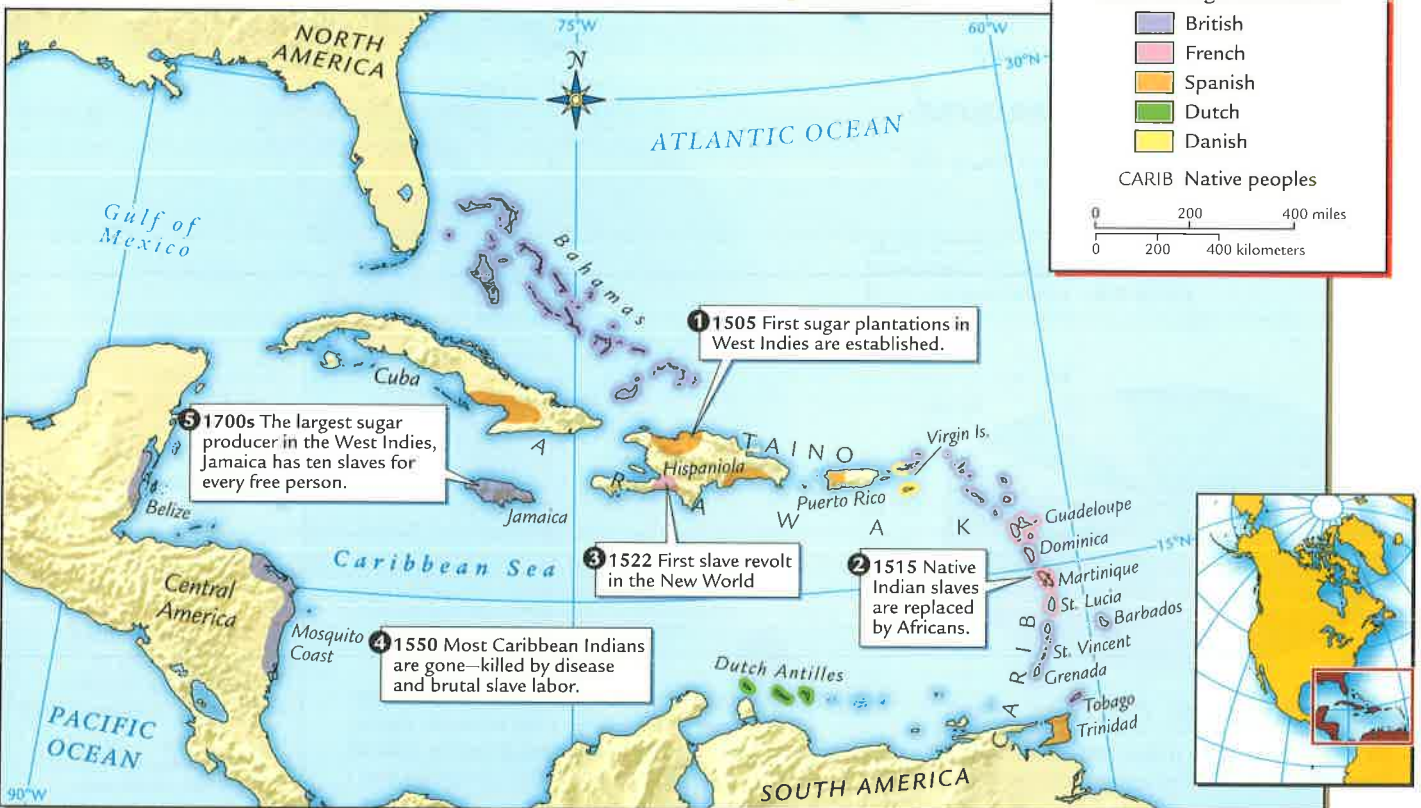 British
French
Spanish
Dutch
Danish
CARIB Native peoples
0 200 400 miles
0 200 400 kilometers
75°W
60°W
30°N
N
NORTH
AMERICA
ATLANTIC OCEAN
Gulf of
Mexico
Bahamas
1 1505 First sugar plantations in
West Indies are established.
Cuba
5 1700s The largest sugar
producer in the West Indies,
Jamaica has ten slaves for
every free person.
TAINO
Virgin Is.
Hispaniola
Puerto Rico
ARAWAK
Belize
Jamaica
Guadeloupe
Dominica
15°N
Caribbean Sea
3 1522 First slave revolt
in the New World
2 1515 Native
Indian slaves
are replaced
by Africans.
Martinique
St. Lucia
Barbados
St. Vincent
Grenada
CARIB
Central
America
Mosquito
Coast
4 1550 Most Caribbean Indians
are gone—killed by disease
and brutal slave labor.
Dutch Antilles
Tobago
Trinidad
PACIFIC
OCEAN
SOUTH AMERICA
90°W